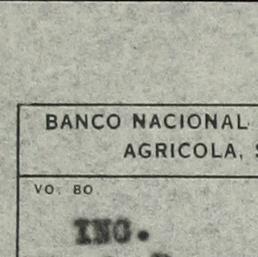 BANCO NACIONAL
AGRICOLA,
VO. BO.
ING.